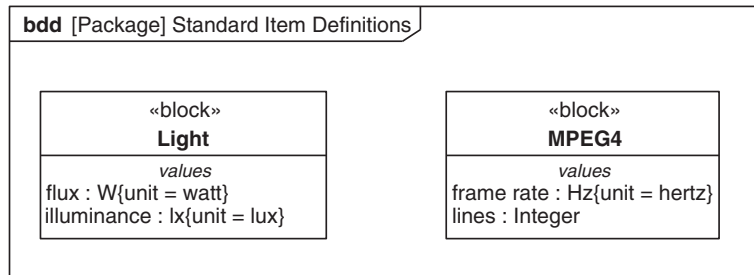 bdd [Package] Standard Item Definitions
«block»
Light
values
flux : W{unit = watt}
illuminance : lx{unit = lux}
«block»
MPEG4
values
frame rate : Hz{unit = hertz}
lines : Integer